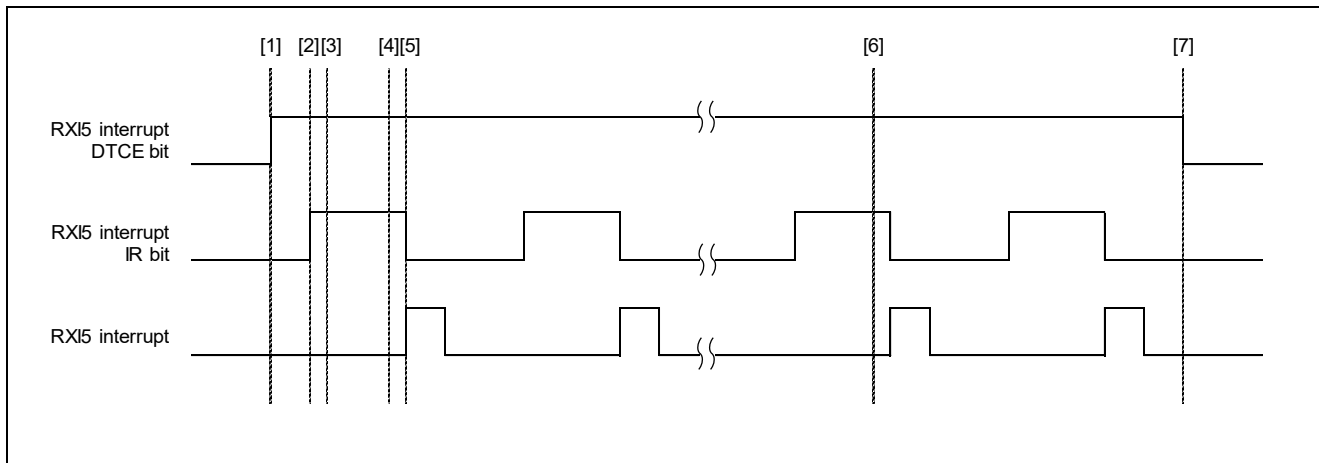 [1] [2] [3] [4] [5] [6] [7]
RXI5 interrupt
DTCE bit
RXI5 interrupt
IR bit
RXI5 interrupt